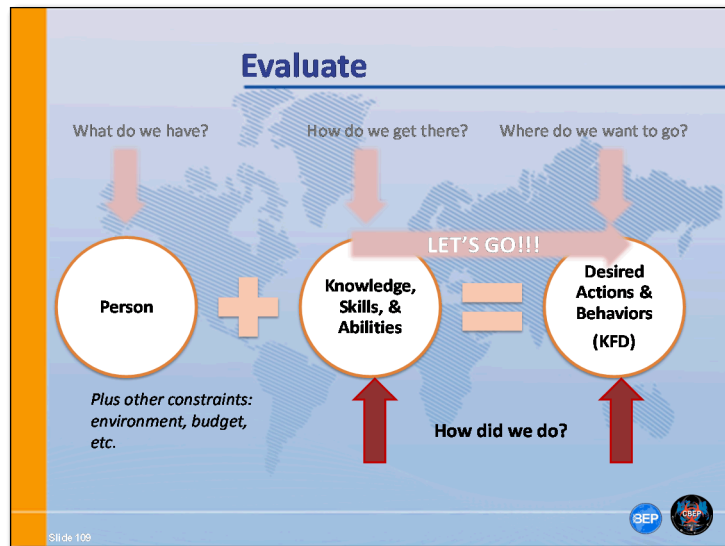 Evaluate
What do we have?
How do we get there?
Where do we want to go?
LET'S GO!!!
Person
Knowledge,
Skills, &
Abilities
Desired
Actions &
Behaviors
(KFD)
Plus other constraints:
environment, budget,
etc.
How did we do?
BEP
CBEP
Slide 109